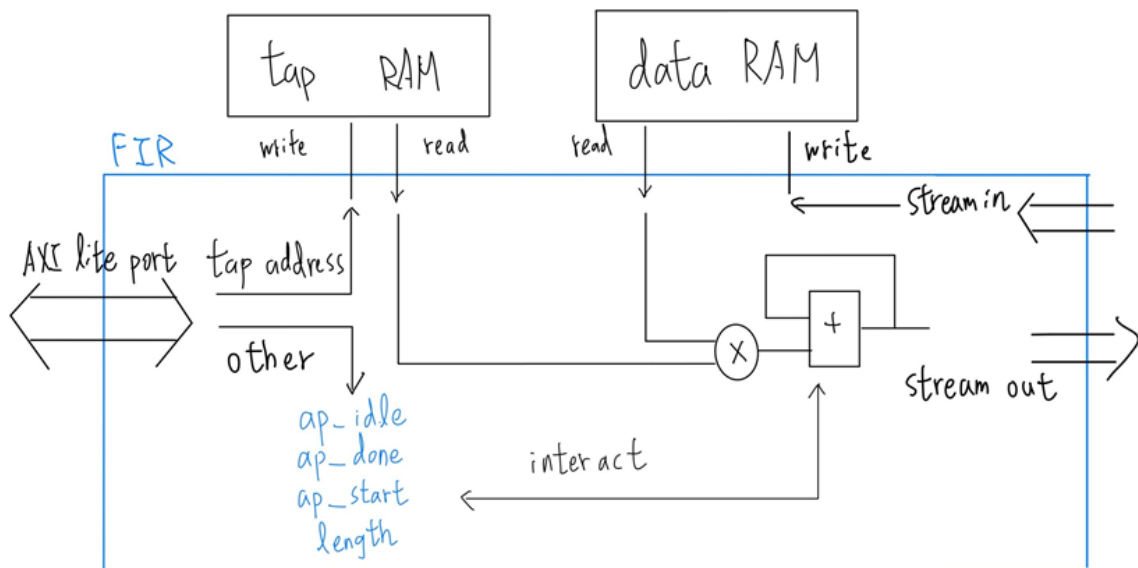 tap RAM
data RAM
write
read
read
write
FIR
stream in
AXI lite port
tap address
+
X
other
stream out
ap_idle
ap_done
ap_start
length
interact